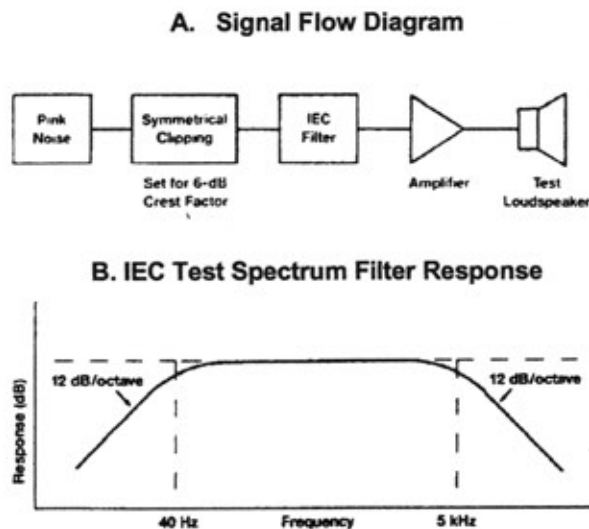 A. Signal Flow Diagram
Pink
Noise
Symmetrical
Clipping
IEC
Filter
Set for 6-dB
Crest Factor
Amplifier
Test
Loudspeaker
B. IEC Test Spectrum Filter Response
12 dB/octave
12 dB/octave
Response (dB)
40 Hz
Frequency
5 kHz